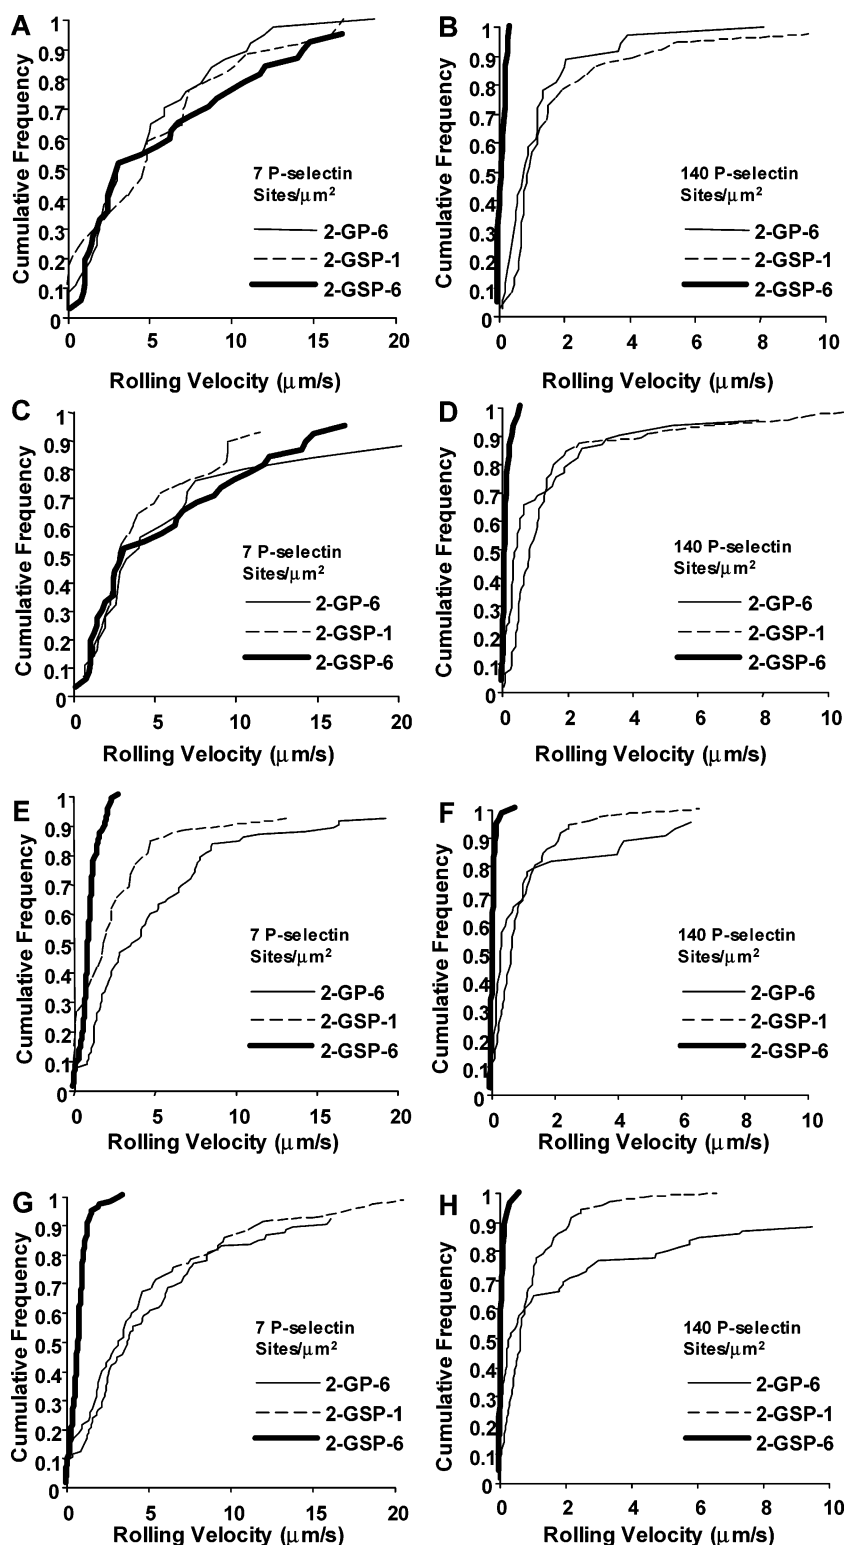 A
Cumulative Frequency
1
0.9
0.8
0.7
0.6
0.5
0.4
0.3
0.2
0.1
0
0
5
10
15
20
Rolling Velocity (μm/s)
7 P-selectin
Sites/μm²
2-GP-6
2-GSP-1
2-GSP-6
B
Cumulative Frequency
1
0.9
0.8
0.7
0.6
0.5
0.4
0.3
0.2
0.1
0
0
2
4
6
8
10
Rolling Velocity (μm/s)
140 P-selectin
Sites/μm²
2-GP-6
2-GSP-1
2-GSP-6
C
Cumulative Frequency
1
0.9
0.8
0.7
0.6
0.5
0.4
0.3
0.2
0.1
0
0
5
10
15
20
Rolling Velocity (μm/s)
7 P-selectin
Sites/μm²
2-GP-6
2-GSP-1
2-GSP-6
D
Cumulative Frequency
1
0.9
0.8
0.7
0.6
0.5
0.4
0.3
0.2
0.1
0
0
2
4
6
8
10
Rolling Velocity (μm/s)
140 P-selectin
Sites/μm²
2-GP-6
2-GSP-1
2-GSP-6
E
Cumulative Frequency
1
0.9
0.8
0.7
0.6
0.5
0.4
0.3
0.2
0.1
0
0
5
10
15
20
Rolling Velocity (μm/s)
7 P-selectin
Sites/μm²
2-GP-6
2-GSP-1
2-GSP-6
F
Cumulative Frequency
1
0.9
0.8
0.7
0.6
0.5
0.4
0.3
0.2
0.1
0
0
2
4
6
8
10
Rolling Velocity (μm/s)
140 P-selectin
Sites/μm²
2-GP-6
2-GSP-1
2-GSP-6
G
Cumulative Frequency
1
0.9
0.8
0.7
0.6
0.5
0.4
0.3
0.2
0.1
0
0
5
10
15
20
Rolling Velocity (μm/s)
7 P-selectin
Sites/μm²
2-GP-6
2-GSP-1
2-GSP-6
H
Cumulative Frequency
1
0.9
0.8
0.7
0.6
0.5
0.4
0.3
0.2
0.1
0
0
2
4
6
8
10
Rolling Velocity (μm/s)
140 P-selectin
Sites/μm²
2-GP-6
2-GSP-1
2-GSP-6